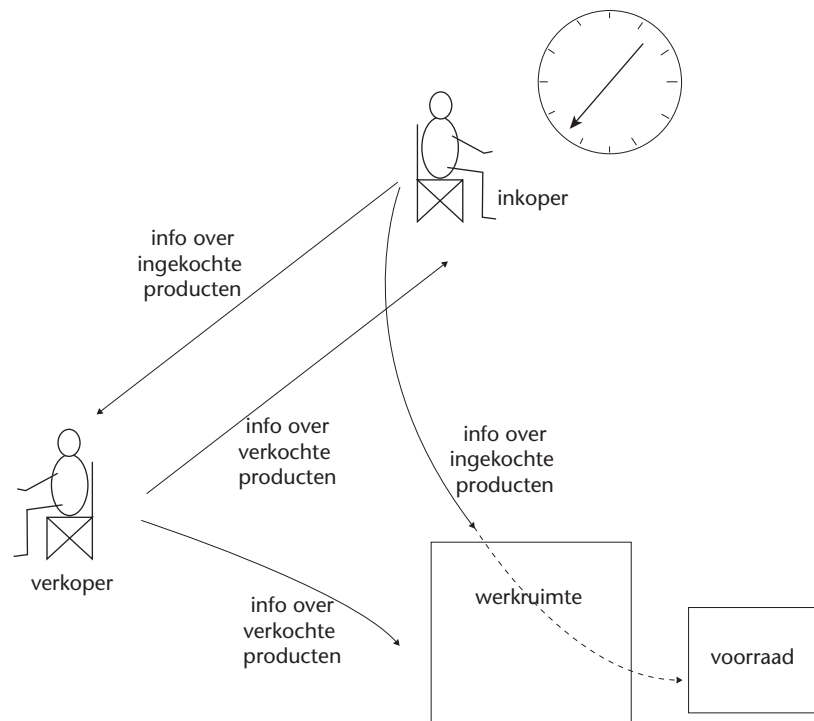 inkoper
info over
ingekochte
producten
info over
verkochte
producten
info over
ingekochte
producten
verkoper
info over
verkochte
producten
werkruimte
voorraad